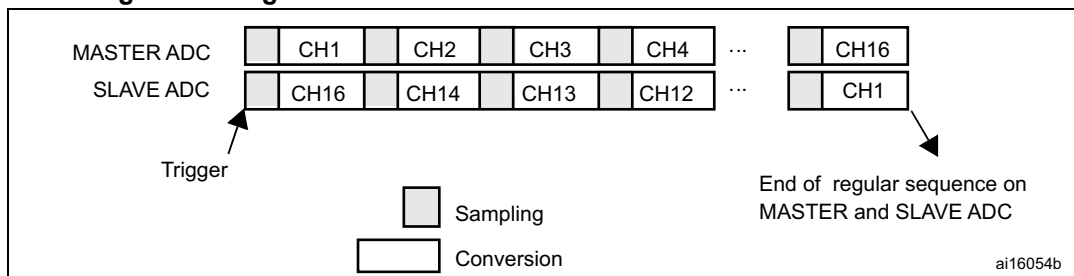 MASTER ADC CH1 CH2 CH3 CH4 ... CH16
SLAVE ADC CH16 CH14 CH13 CH12 ... CH1
Trigger
End of regular sequence on
MASTER and SLAVE ADC
Sampling
Conversion
ai16054b